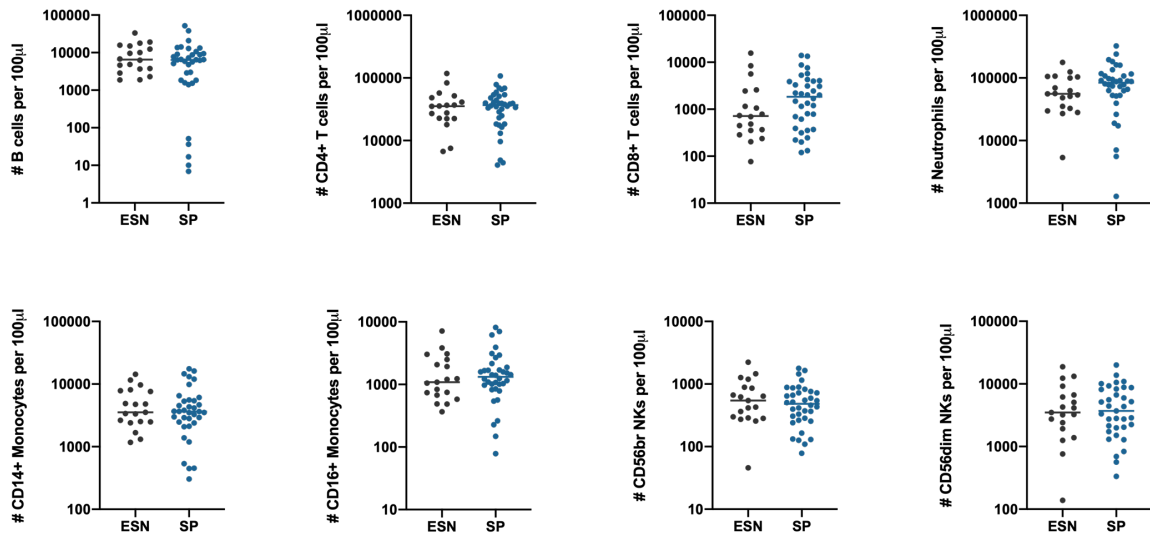 # B cells per 100µl
100000
10000
1000
100
10
1
ESN SP
# CD4+ T cells per 100µl
1000000
100000
10000
1000
ESN SP
# CD8+ T cells per 100µl
100000
10000
1000
100
10
ESN SP
# Neutrophils per 100µl
1000000
100000
10000
1000
ESN SP
# CD14+ Monocytes per 100µl
100000
10000
1000
100
ESN SP
# CD16+ Monocytes per 100µl
10000
1000
100
10
ESN SP
# CD56br NKs per 100µl
10000
1000
100
10
ESN SP
# CD56dim NKs per 100µl
100000
10000
1000
100
ESN SP